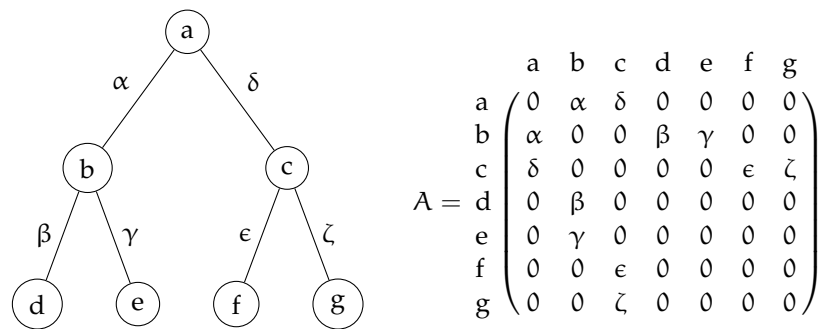 a
α δ
b c
β γ ϵ ζ
d e f g
a b c d e f g
a 0 α δ 0 0 0 0
b α 0 0 β γ 0 0
c δ 0 0 0 0 ϵ ζ
A = d 0 β 0 0 0 0 0
e 0 γ 0 0 0 0 0
f 0 0 ϵ 0 0 0 0
g 0 0 ζ 0 0 0 0